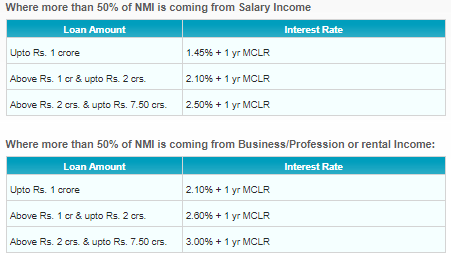 Where more than 50% of NMI is coming from Salary Income
Loan Amount Interest Rate
Upto Rs. 1 crore 1.45% + 1 yr MCLR
Above Rs. 1 cr & upto Rs. 2 crs. 2.10% + 1 yr MCLR
Above Rs. 2 crs. & upto Rs. 7.50 crs. 2.50% + 1 yr MCLR
Where more than 50% of NMI is coming from Business/Profession or rental Income:
Loan Amount Interest Rate
Upto Rs. 1 crore 2.10% + 1 yr MCLR
Above Rs. 1 cr & upto Rs. 2 crs. 2.60% + 1 yr MCLR
Above Rs. 2 crs. & upto Rs. 7.50 crs. 3.00% + 1 yr MCLR